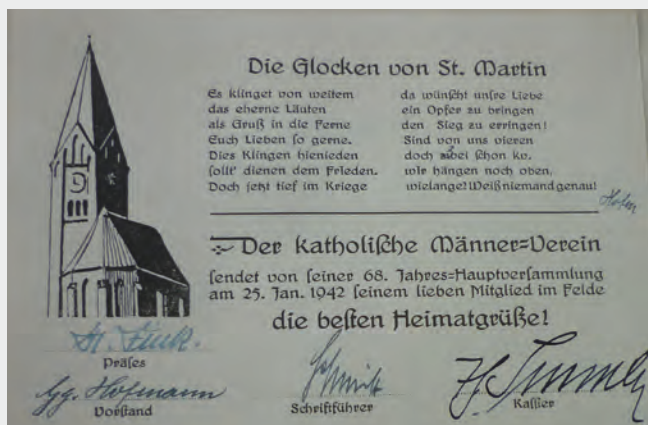 Die Glocken von St. Martin
Es klinget von weitem
das eherne Läuten
als Gruß in die Ferne
Euch Lieben so gerne.
Dies Klingen hienieden
sollt' dienen dem Frieden.
Doch jetzt tief im Kriege
da wünscht unsre Liebe
ein Opfer zu bringen
den Sieg zu erringen!
Sind von uns vieren
doch zwei schon ku.
wir hängen noch oben,
wielange? Weiß niemand genau!
Der katholische Männer=Verein
sendet von seiner 68. Jahres=Hauptversammlung
am 25. Jan. 1942 seinem lieben Mitglied im Felde
die besten Heimatgrüße!
Präses
Gg. Hofmann
Vorstand
Schriftführer
Kassier